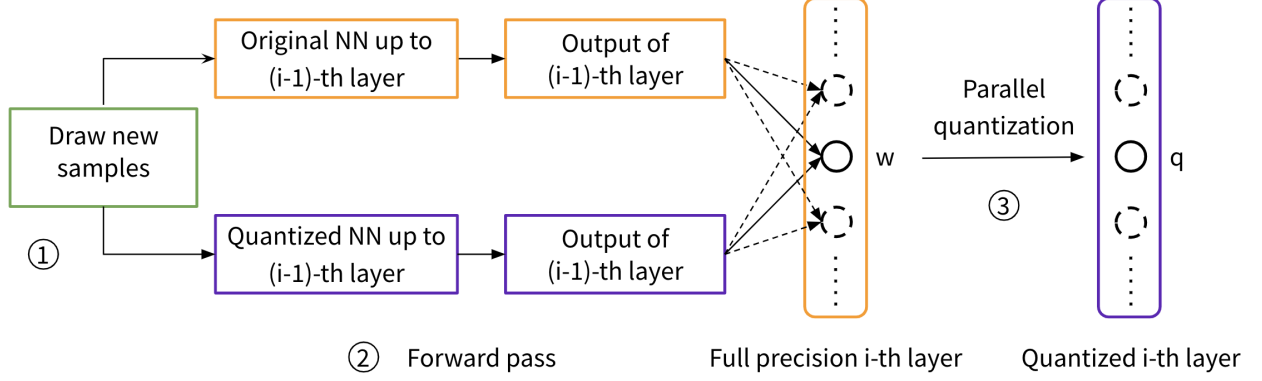 Original NN up to
(i-1)-th layer
Output of
(i-1)-th layer
Draw new
samples
Parallel
quantization
w
q
③
Quantized NN up to
(i-1)-th layer
Output of
(i-1)-th layer
①
② Forward pass
Full precision i-th layer
Quantized i-th layer